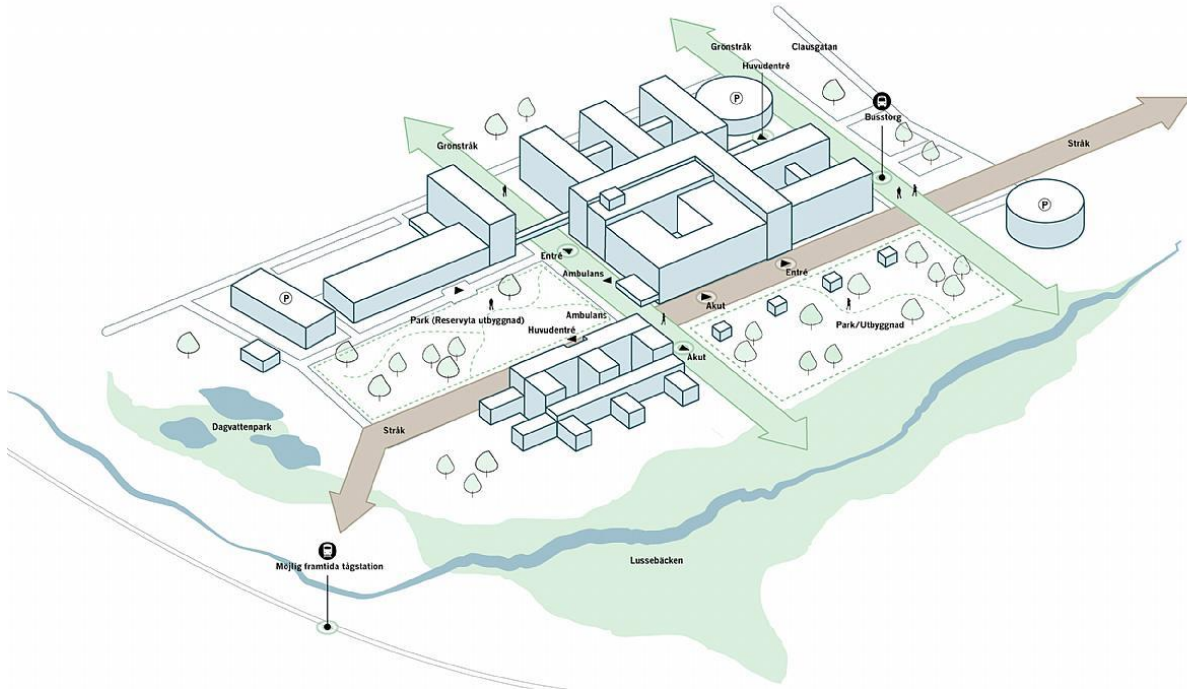 Grönstråk
Clausgatan
Huvudentré
P
Busstorg
Grönstråk
Stråk
P
Entré
Ambulans
Entré
P
Akut
Park (Reservyta utbyggnad)
Ambulans
Park/Utbyggnad
Huvudentré
Akut
Dagvattenpark
Stråk
Lussebäcken
Möjlig framtida tågstation